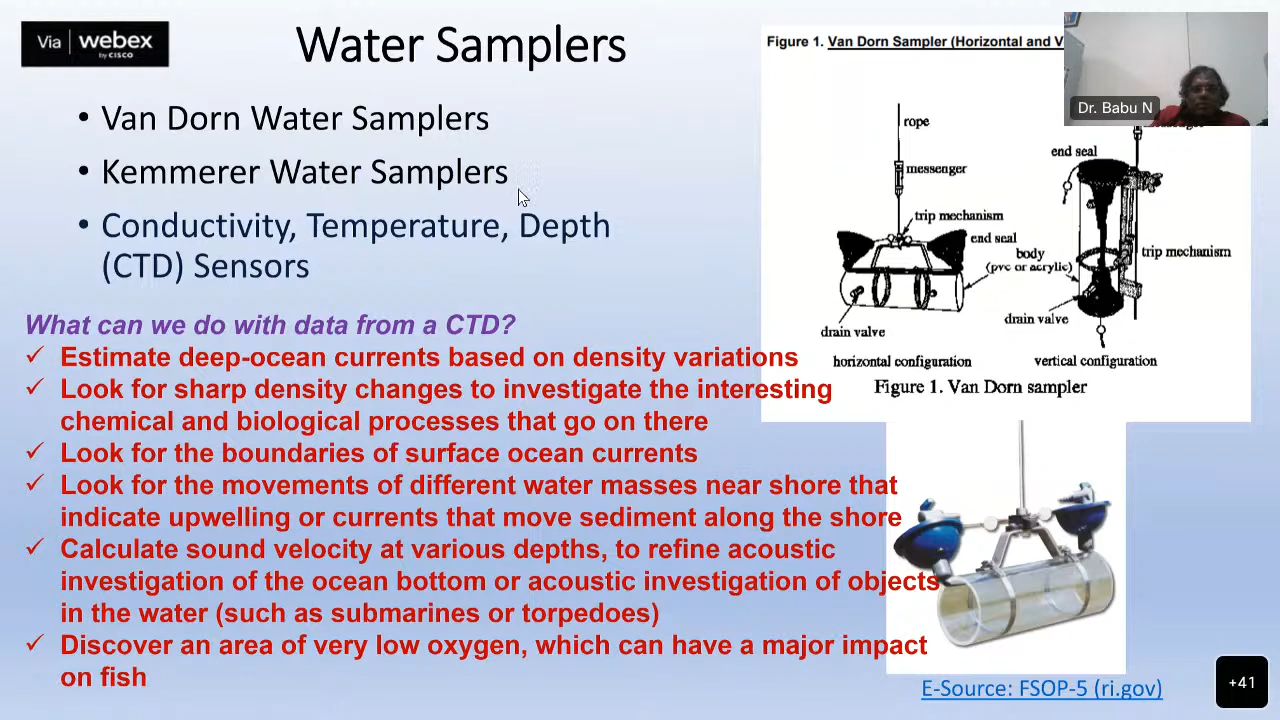 Via webex
by CISCO
Water Samplers
• Van Dorn Water Samplers
• Kemmerer Water Samplers
• Conductivity, Temperature, Depth
(CTD) Sensors
What can we do with data from a CTD?
✓ Estimate deep-ocean currents based on density variations
✓ Look for sharp density changes to investigate the interesting
chemical and biological processes that go on there
✓ Look for the boundaries of surface ocean currents
✓ Look for the movements of different water masses near shore that
indicate upwelling or currents that move sediment along the shore
✓ Calculate sound velocity at various depths, to refine acoustic
investigation of the ocean bottom or acoustic investigation of objects
in the water (such as submarines or torpedoes)
✓ Discover an area of very low oxygen, which can have a major impact
on fish
Figure 1. Van Dorn Sampler (Horizontal and V
Dr. Babu N
rope
messenger
trip mechanism
end seal
body
(pvc or acrylic)
drain valve
horizontal configuration
end seal
trip mechanism
drain valve
vertical configuration
Figure 1. Van Dorn sampler
E-Source: FSOP-5 (ri.gov)
+41